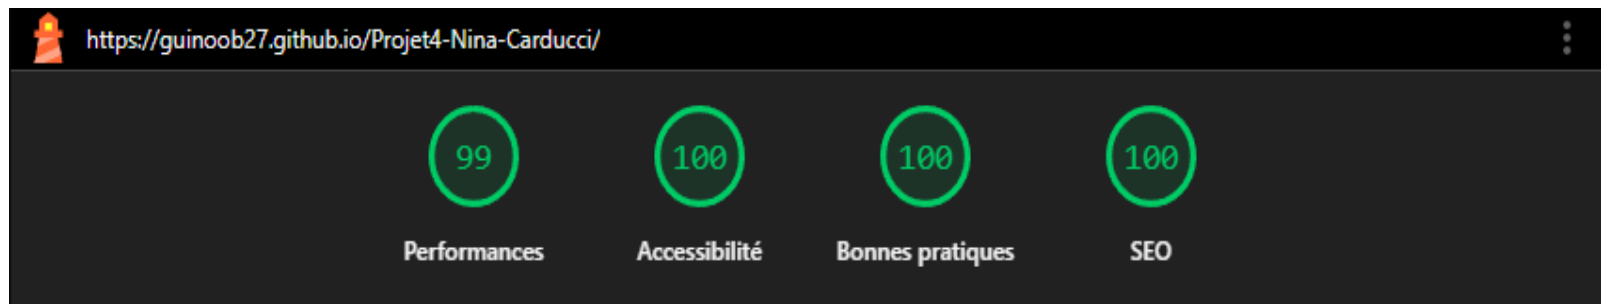 https://guinoob27.github.io/Projet4-Nina-Carducci/
99 100 100 100
Performances Accessibilité Bonnes pratiques SEO